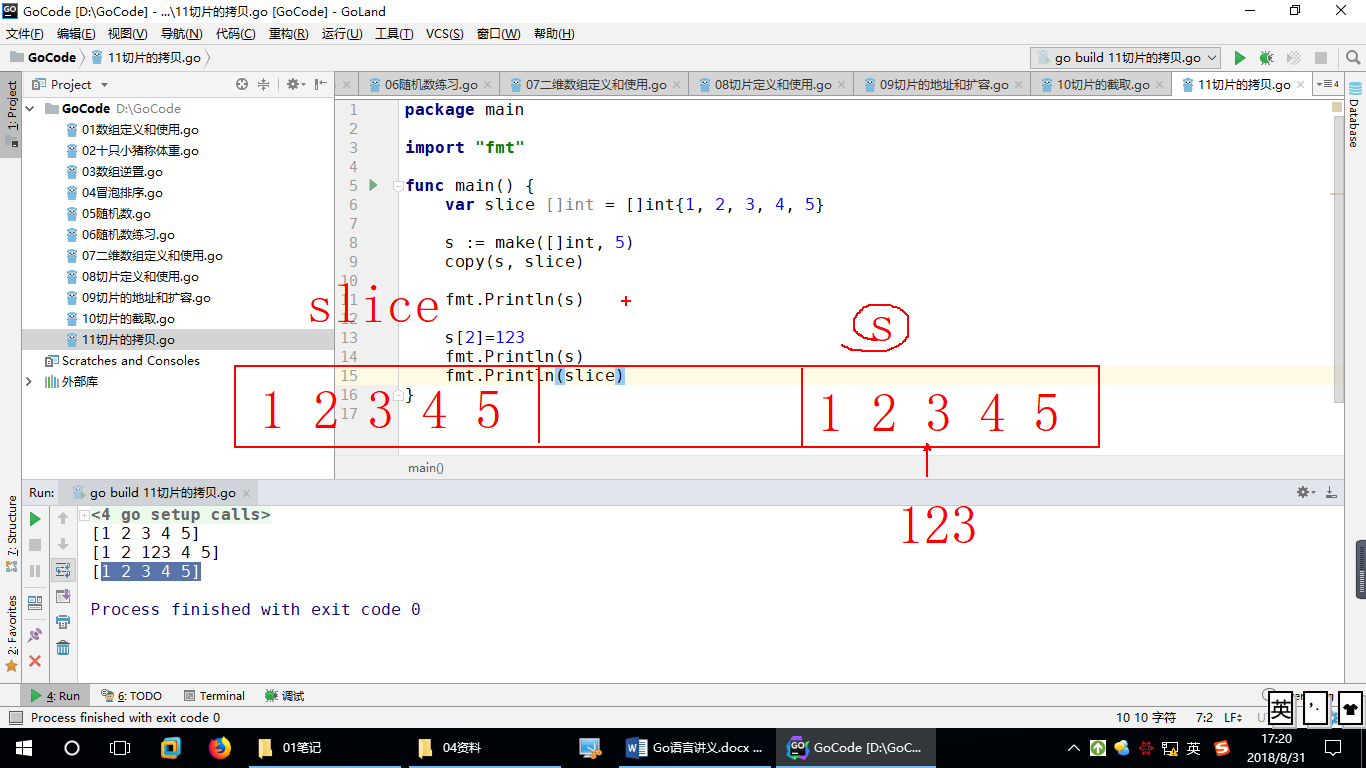 GoCode [D:\GoCode] - ...\11切片的拷贝.go [GoCode] - GoLand
文件(F) 编辑(E) 视图(V) 导航(N) 代码(C) 重构(R) 运行(U) 工具(T) VCS(S) 窗口(W) 帮助(H)
GoCode 11切片的拷贝.go go build 11切片的拷贝.go
Project 06随机数练习.go 07二维数组定义和使用.go 08切片定义和使用.go 09切片的地址和扩容.go 10切片的截取.go 11切片的拷贝.go 4
1: Project
GoCode D:\GoCode
01数组定义和使用.go
02十只小猪称体重.go
03数组逆置.go
04冒泡排序.go
05随机数.go
06随机数练习.go
07二维数组定义和使用.go
08切片定义和使用.go
09切片的地址和扩容.go
10切片的截取.go
11切片的拷贝.go
Scratches and Consoles
外部库
Database
1 package main
2
3 import "fmt"
4
5 func main() {
6 var slice []int = []int{1, 2, 3, 4, 5}
7
8 s := make([]int, 5)
9 copy(s, slice)
10
11 fmt.Println(s)
12
13 s[2]=123
14 fmt.Println(s)
15 fmt.Println(slice)
16 }
17
main()
slice
s
1 2 3 4 5
1 2 3 4 5
123
Run: go build 11切片的拷贝.go
<4 go setup calls>
[1 2 3 4 5]
[1 2 123 4 5]
[1 2 3 4 5]
Process finished with exit code 0
7: Structure
2: Favorites
4: Run 6: TODO Terminal 调试
Process finished with exit code 0 10 10 字符 7:2 LF
英
01笔记 04资料 Go语言讲义.docx ... GoCode [D:\GoC... 英 17:20
2018/8/31